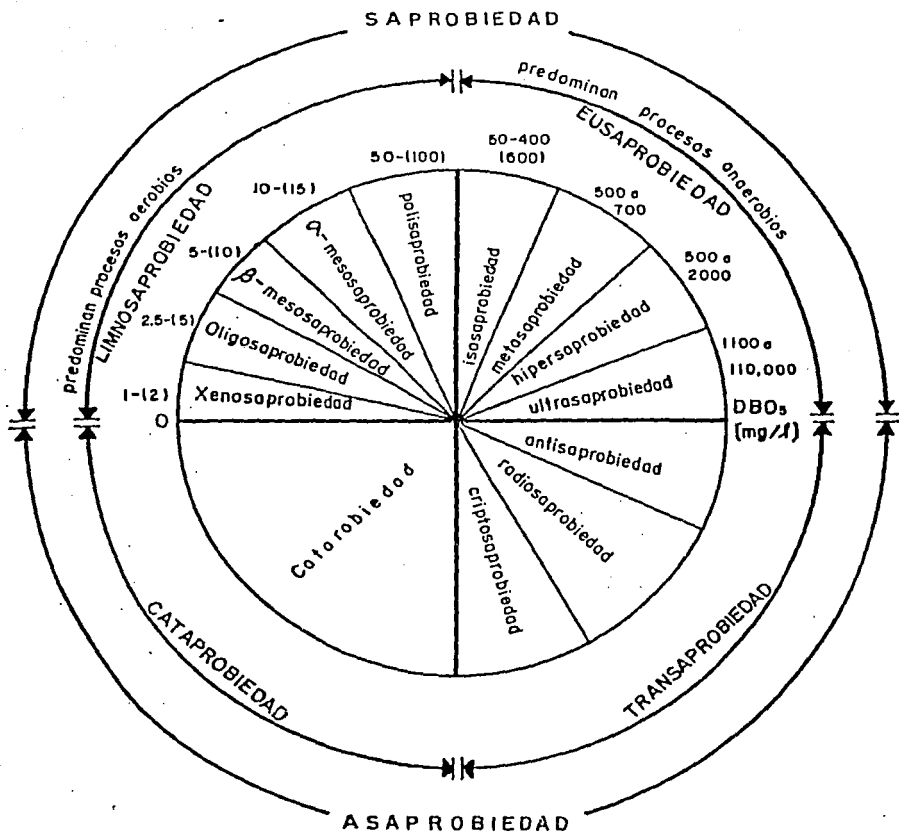 SAPROBIEDAD
predominan procesos anaerobios
EUSAPROBIEDAD
predominan procesos aerobios
LIMNOSAPROBIEDAD
50-(100)
50-400
(600)
10-(15)
500 a
700
5-(10)
500 a
2000
2.5-(5)
1100 a
110,000
1-(2)
0
DBO₅
[mg/l]
polisaprobiedad
α-mesosaprobiedad
β-mesosaprobiedad
Oligosaprobiedad
Xenosaprobiedad
isosaprobiedad
metasaprobiedad
hipersaprobiedad
ultrasaprobiedad
antisaprobiedad
radiosaprobiedad
criptosaprobiedad
Catarobiedad
CATAPROBIEDAD
TRANSAPROBIEDAD
ASAPROBIEDAD